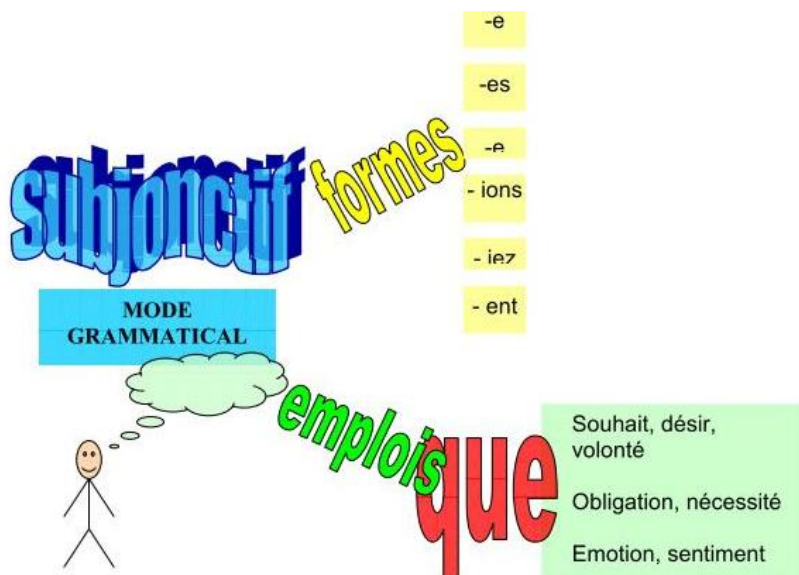 subjonctif
MODE
GRAMMATICAL
formes
-e
-es
-e
- ions
- iez
- ent
emplois
que
Souhait, désir,
volonté
Obligation, nécessité
Emotion, sentiment